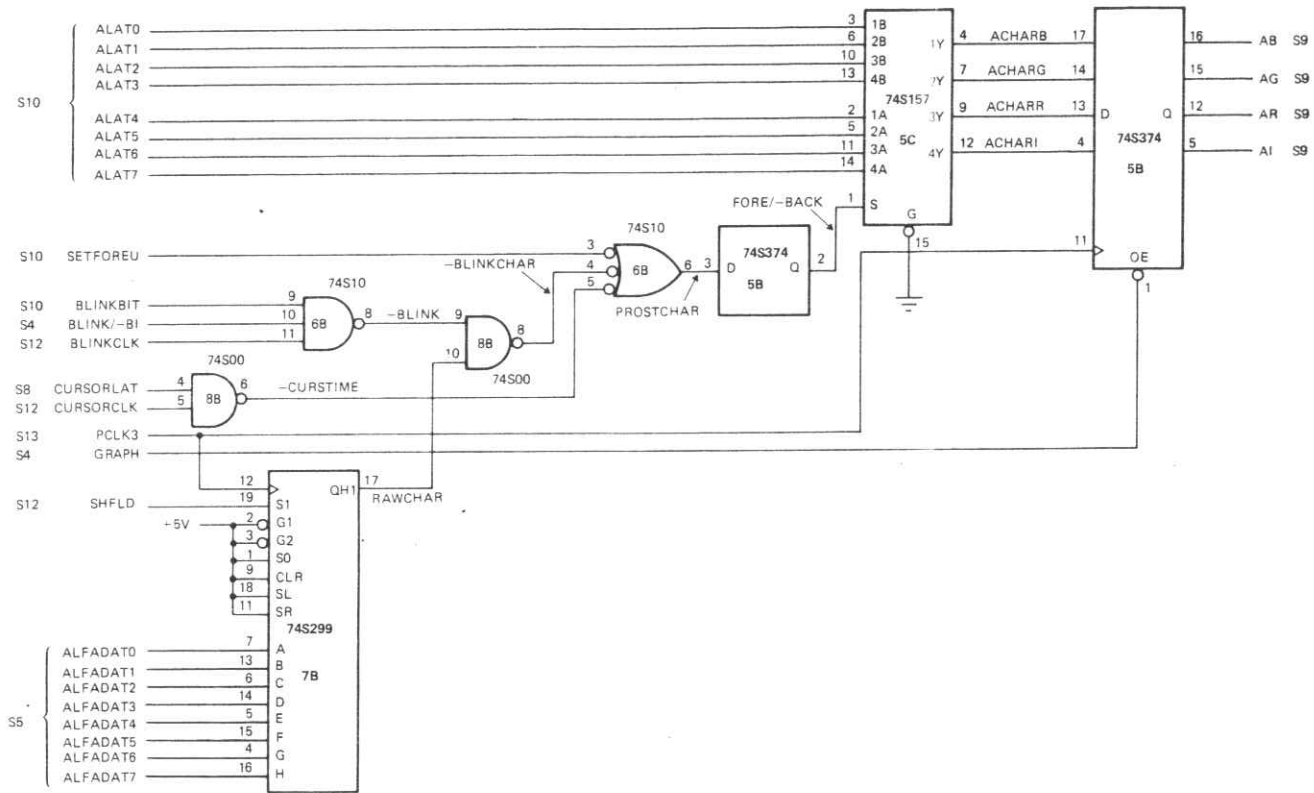 S10
ALAT0
ALAT1
ALAT2
ALAT3
ALAT4
ALAT5
ALAT6
ALAT7
3 1B
6 2B
10 3B
13 4B
2 1A
5 2A
11 3A
14 4A
1 S
74S157
5C
G
15
1Y 4 ACHARB 17
2Y 7 ACHARG 14
3Y 9 ACHARR 13
4Y 12 ACHARI 4
D Q
74S374
5B
11
OE
1
16 AB S9
15 AG S9
12 AR S9
5 AI S9
FORE/-BACK
S10 SETFOREU
74S10
3
4
5
6B
6
-BLINKCHAR
PROSTCHAR
3 D
74S374
Q 2
5B
S10 BLINKBIT 9
S4 BLINK/-BI 10
S12 BLINKCLK 11
74S10
6B
8 -BLINK 9
10
8B
8
74S00
74S00
S8 CURSORLAT 4
S12 CURSORCLK 5
8B
6 -CURSTIME
S13 PCLK3
S4 GRAPH
12
QH1 17
RAWCHAR
S12 SHFLD 19 S1
+5V
2 G1
3 G2
1 S0
9 CLR
18 SL
11 SR
74S299
7B
S5
ALFADAT0 7 A
ALFADAT1 13 B
ALFADAT2 6 C
ALFADAT3 14 D
ALFADAT4 5 E
ALFADAT5 15 F
ALFADAT6 4 G
ALFADAT7 16 H